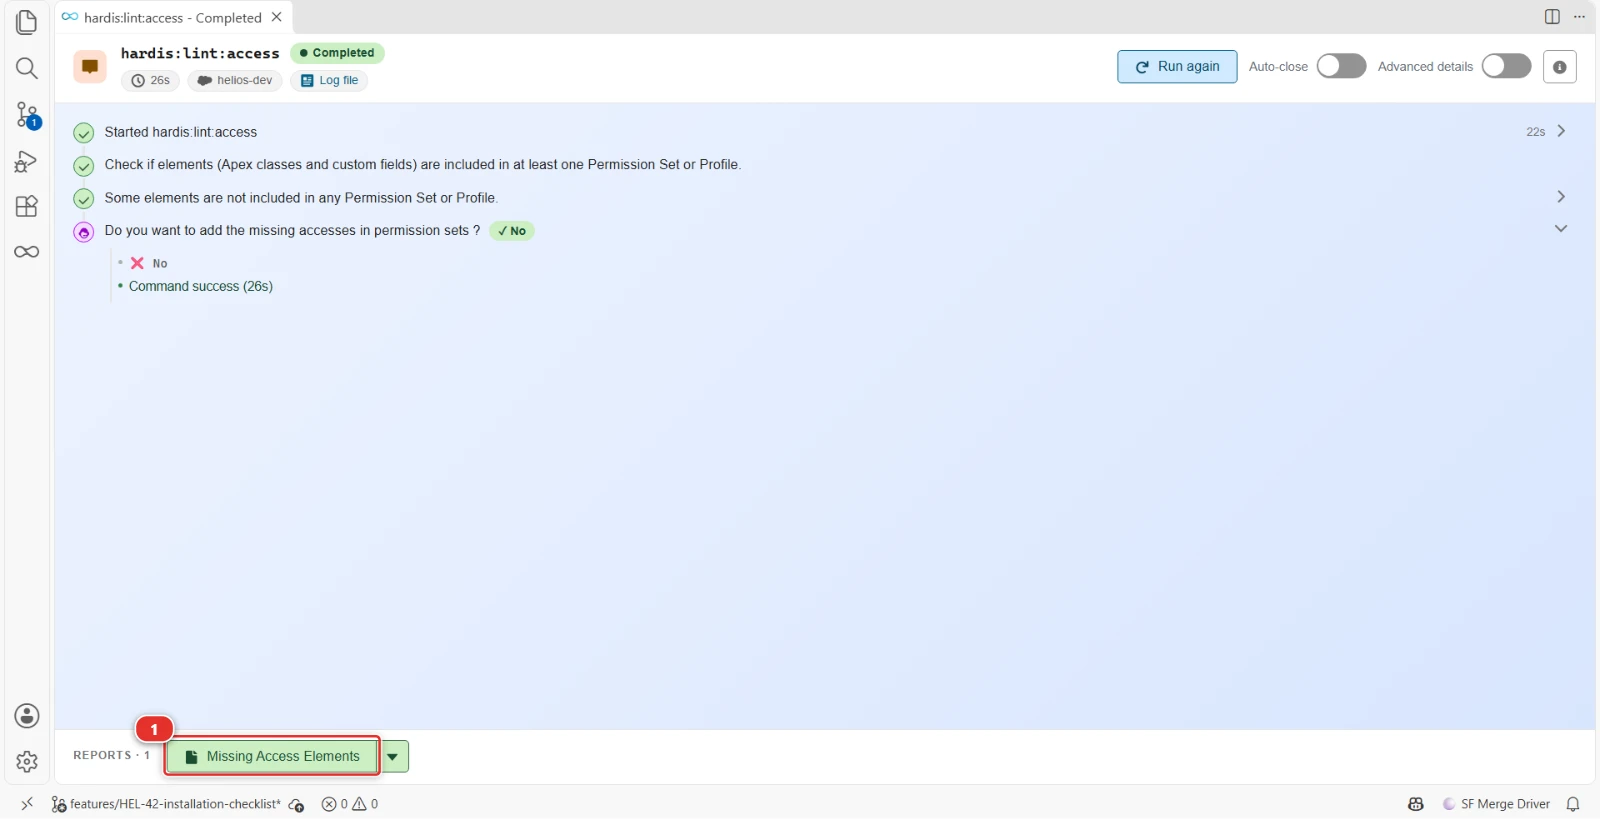 hardis:lint:access - Completed
hardis:lint:access
Completed
26s
helios-dev
Log file
Run again
Auto-close
Advanced details
Started hardis:lint:access
22s
Check if elements (Apex classes and custom fields) are included in at least one Permission Set or Profile.
Some elements are not included in any Permission Set or Profile.
Do you want to add the missing accesses in permission sets ? ✓ No
❌ No
Command success (26s)
1
1
REPORTS · 1
Missing Access Elements
features/HEL-42-installation-checklist*
0
0
SF Merge Driver